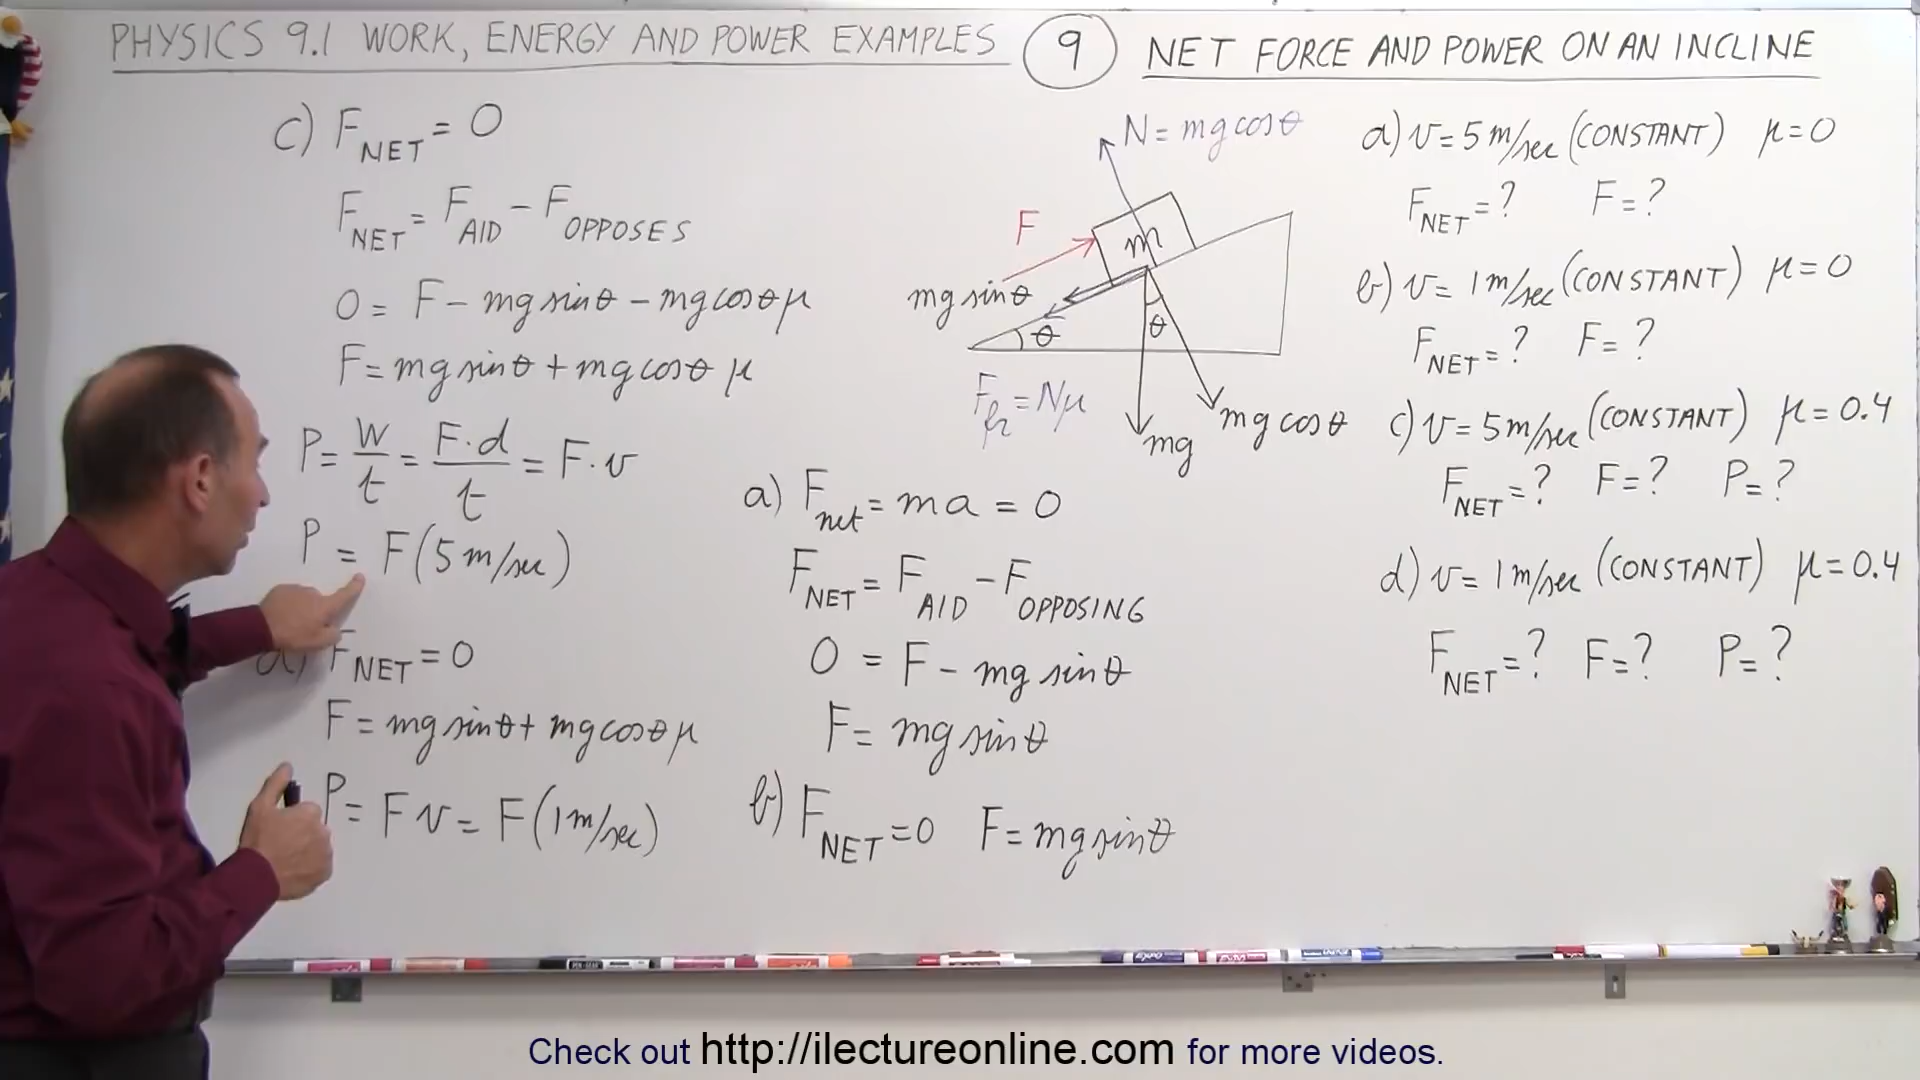 PHYSICS 9.1 WORK, ENERGY AND POWER EXAMPLES 9 NET FORCE AND POWER ON AN INCLINE
c) F_NET = 0
F_NET = F_AID - F_OPPOSES
0 = F - mg sinθ - mg cosθ μ
F = mg sinθ + mg cosθ μ
P = W/t = F·d/t = F·v
P = F(5 m/sec)
d) F_NET = 0
F = mg sinθ + mg cosθ μ
P = F v = F(1 m/sec)
N = mg cosθ
F
m
mg sinθ
θ
θ
F_fr = Nμ
mg cosθ
mg
a) F_net = ma = 0
F_NET = F_AID - F_OPPOSING
0 = F - mg sinθ
F = mg sinθ
b) F_NET = 0 F = mg sinθ
a) v = 5 m/sec (CONSTANT) μ = 0
F_NET = ? F = ?
b) v = 1 m/sec (CONSTANT) μ = 0
F_NET = ? F = ?
c) v = 5 m/sec (CONSTANT) μ = 0.4
F_NET = ? F = ? P = ?
d) v = 1 m/sec (CONSTANT) μ = 0.4
F_NET = ? F = ? P = ?
Check out http://ilectureonline.com for more videos.